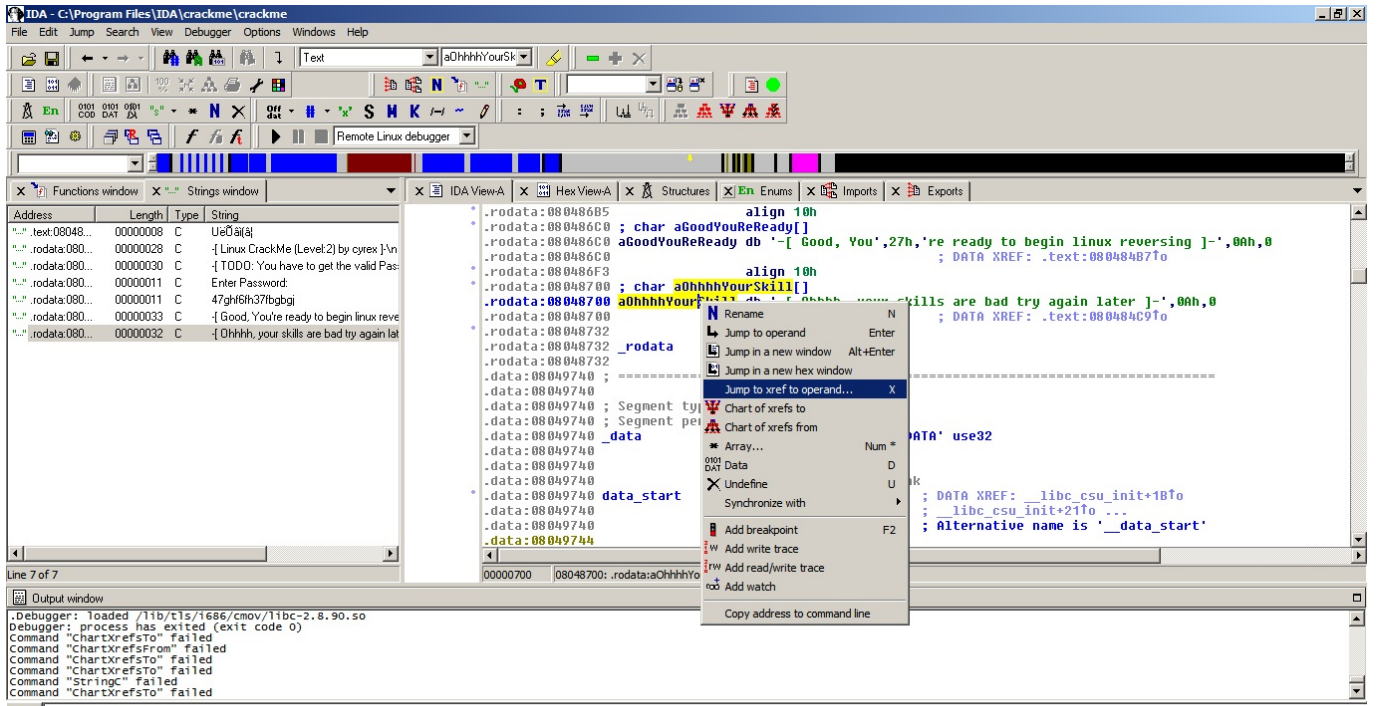 IDA - C:\Program Files\IDA\crackme\crackme
File Edit Jump Search View Debugger Options Windows Help
Text aOhhhhYourSk
En N T
0101 COD 0101 DAT "s" * N X Off # 'x' S M K : ;
f Remote Linux debugger
X Functions window X "..." Strings window
X IDA View-A X Hex View-A X Structures X En Enums X Imports X Exports
Address Length Type String
"..." .text:08048... 00000008 C
"..." .rodata:080... 00000028 C -[ Linux CrackMe (Level:2) by cyrex ]-\n
"..." .rodata:080... 00000030 C -[ TODO: You have to get the valid Pas
"..." .rodata:080... 00000011 C Enter Password:
"..." .rodata:080... 00000011 C 47ghf6fh37fbgbgj
"..." .rodata:080... 00000033 C -[ Good, You're ready to begin linux reve
"..." .rodata:080... 00000032 C -[ Ohhhh, your skills are bad try again lat
Line 7 of 7
.rodata:080486B5 align 10h
.rodata:080486C0 ; char aGoodYouReReady[]
.rodata:080486C0 aGoodYouReReady db '-[ Good, You',27h,'re ready to begin linux reversing ]-',0Ah,0
.rodata:080486C0 ; DATA XREF: .text:080484B7↑o
.rodata:080486F3 align 10h
.rodata:08048700 ; char aOhhhhYourSkill[]
.rodata:08048700 aOhhhhYourSkill db '-[ Ohhhh, your skills are bad try again later ]-',0Ah,0
.rodata:08048700 ; DATA XREF: .text:080484C9↑o
.rodata:08048732
.rodata:08048732 _rodata
.rodata:08048732
.data:08049740 ; ===
.data:08049740
.data:08049740 ; Segment typ
.data:08049740 ; Segment per
.data:08049740 _data DATA' use32
.data:08049740
.data:08049740
.data:08049740 k
.data:08049740 data_start ; DATA XREF: __libc_csu_init+1B↑o
.data:08049740 ; __libc_csu_init+21↑o ...
.data:08049740 ; Alternative name is '__data_start'
.data:08049744
00000700 08048700: .rodata:aOhhhhYo
Rename N
Jump to operand Enter
Jump in a new window Alt+Enter
Jump in a new hex window
Jump to xref to operand... X
Chart of xrefs to
Chart of xrefs from
Array... Num *
Data D
Undefine U
Synchronize with
Add breakpoint F2
Add write trace
Add read/write trace
Add watch
Copy address to command line
Output window
.Debugger: loaded /lib/tls/i686/cmov/libc-2.8.90.so
Debugger: process has exited (exit code 0)
Command "ChartXrefsTo" failed
Command "ChartXrefsFrom" failed
Command "ChartXrefsTo" failed
Command "ChartXrefsTo" failed
Command "StringC" failed
Command "ChartXrefsTo" failed